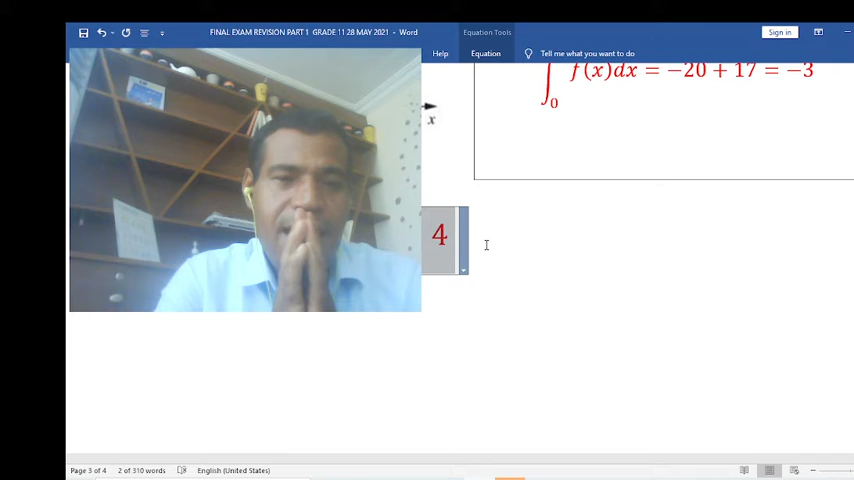 FINAL EXAM REVISION PART 1 GRADE 11 28 MAY 2021 - Word
Equation Tools
Sign in
Help
Equation
Tell me what you want to do
∫₀ f(x)dx = −20 + 17 = −3
x
4
Page 3 of 4
2 of 310 words
English (United States)